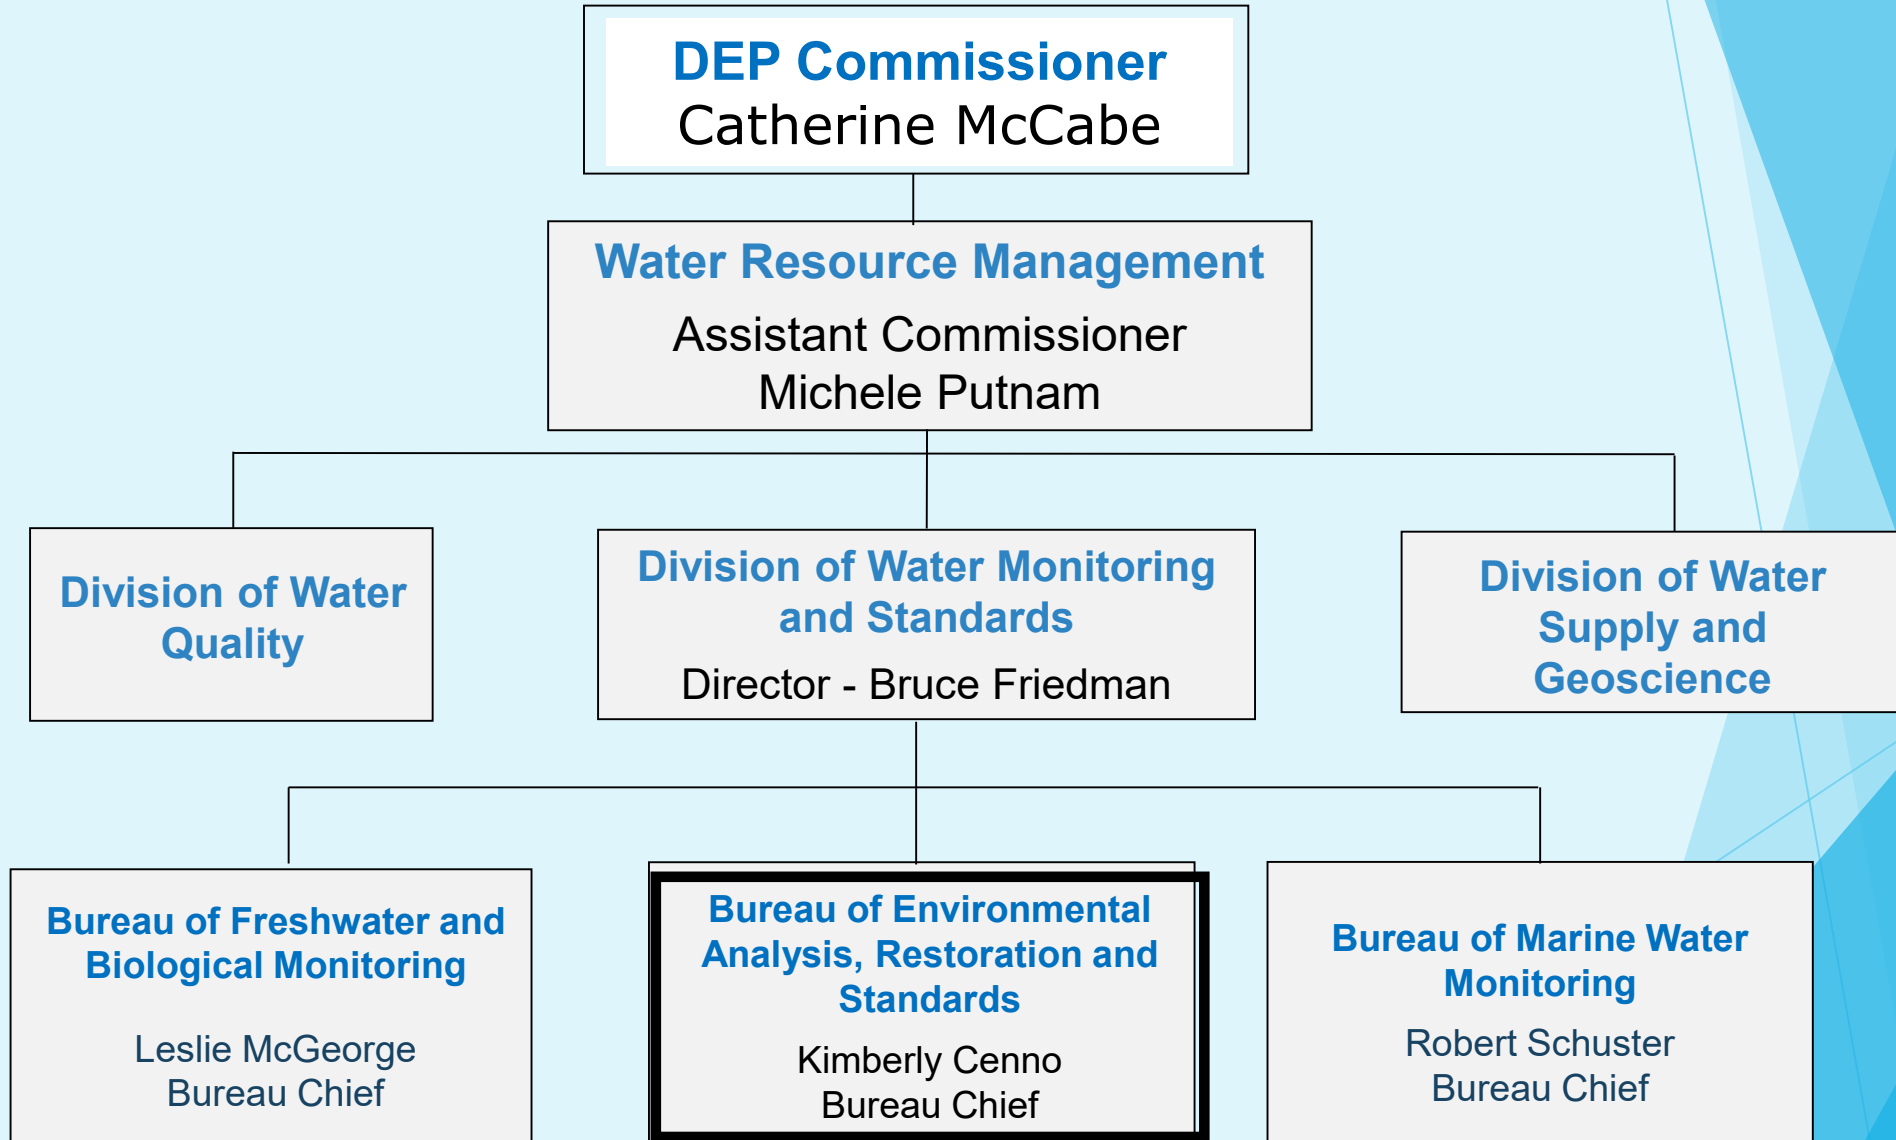 DEP Commissioner
Catherine McCabe
Water Resource Management
Assistant Commissioner
Michele Putnam
Division of Water
Quality
Division of Water Monitoring
and Standards
Director - Bruce Friedman
Division of Water
Supply and
Geoscience
Bureau of Freshwater and
Biological Monitoring
Leslie McGeorge
Bureau Chief
Bureau of Environmental
Analysis, Restoration and
Standards
Kimberly Cenno
Bureau Chief
Bureau of Marine Water
Monitoring
Robert Schuster
Bureau Chief